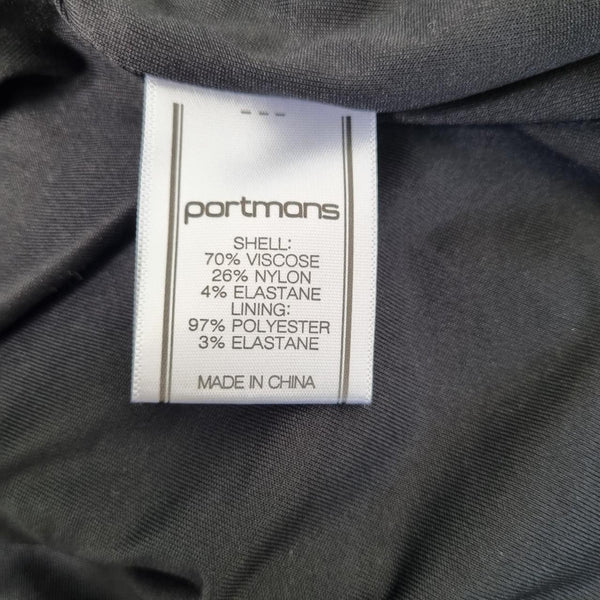 portmans
SHELL:
70% VISCOSE
26% NYLON
4% ELASTANE
LINING:
97% POLYESTER
3% ELASTANE
MADE IN CHINA